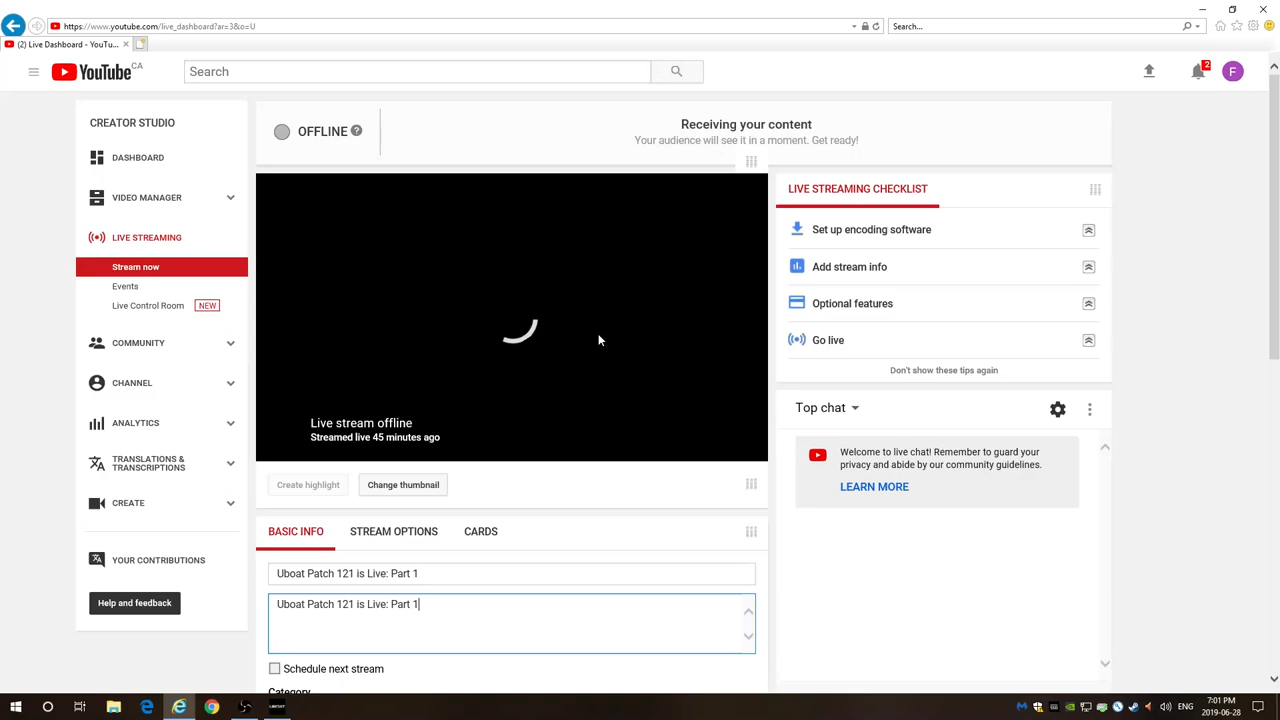 https://www.youtube.com/live_dashboard?ar=3&o=U
Search...
(2) Live Dashboard - YouTu...
YouTube CA
Search
2
F
CREATOR STUDIO
DASHBOARD
VIDEO MANAGER
LIVE STREAMING
Stream now
Events
Live Control Room NEW
COMMUNITY
CHANNEL
ANALYTICS
TRANSLATIONS &
TRANSCRIPTIONS
CREATE
YOUR CONTRIBUTIONS
Help and feedback
OFFLINE ?
Receiving your content
Your audience will see it in a moment. Get ready!
Live stream offline
Streamed live 45 minutes ago
Create highlight
Change thumbnail
BASIC INFO
STREAM OPTIONS
CARDS
Uboat Patch 121 is Live: Part 1
Uboat Patch 121 is Live: Part 1
Schedule next stream
Category
LIVE STREAMING CHECKLIST
Set up encoding software
Add stream info
Optional features
Go live
Don't show these tips again
Top chat
Welcome to live chat! Remember to guard your
privacy and abide by our community guidelines.
LEARN MORE
ENG
7:01 PM
2019-06-28